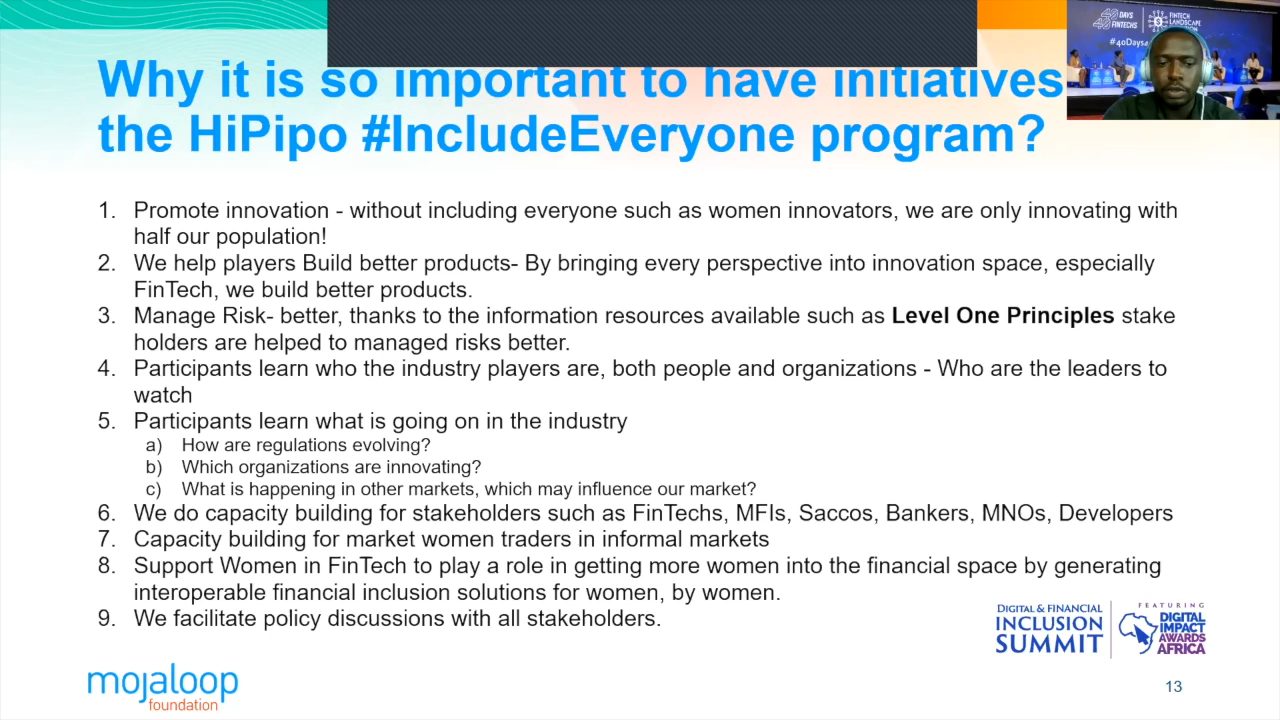 Why it is so important to have initiatives
the HiPipo #IncludeEveryone program?
1. Promote innovation - without including everyone such as women innovators, we are only innovating with
half our population!
2. We help players Build better products- By bringing every perspective into innovation space, especially
FinTech, we build better products.
3. Manage Risk- better, thanks to the information resources available such as Level One Principles stake
holders are helped to managed risks better.
4. Participants learn who the industry players are, both people and organizations - Who are the leaders to
watch
5. Participants learn what is going on in the industry
a) How are regulations evolving?
b) Which organizations are innovating?
c) What is happening in other markets, which may influence our market?
6. We do capacity building for stakeholders such as FinTechs, MFIs, Saccos, Bankers, MNOs, Developers
7. Capacity building for market women traders in informal markets
8. Support Women in FinTech to play a role in getting more women into the financial space by generating
interoperable financial inclusion solutions for women, by women.
9. We facilitate policy discussions with all stakeholders.
DIGITAL & FINANCIAL
INCLUSION
SUMMIT
FEATURING
DIGITAL
IMPACT
AWARDS
AFRICA
mojaloop
foundation
13
40 DAYS
FINTECHS
FINTECH
LANDSCAPE
#40Days4